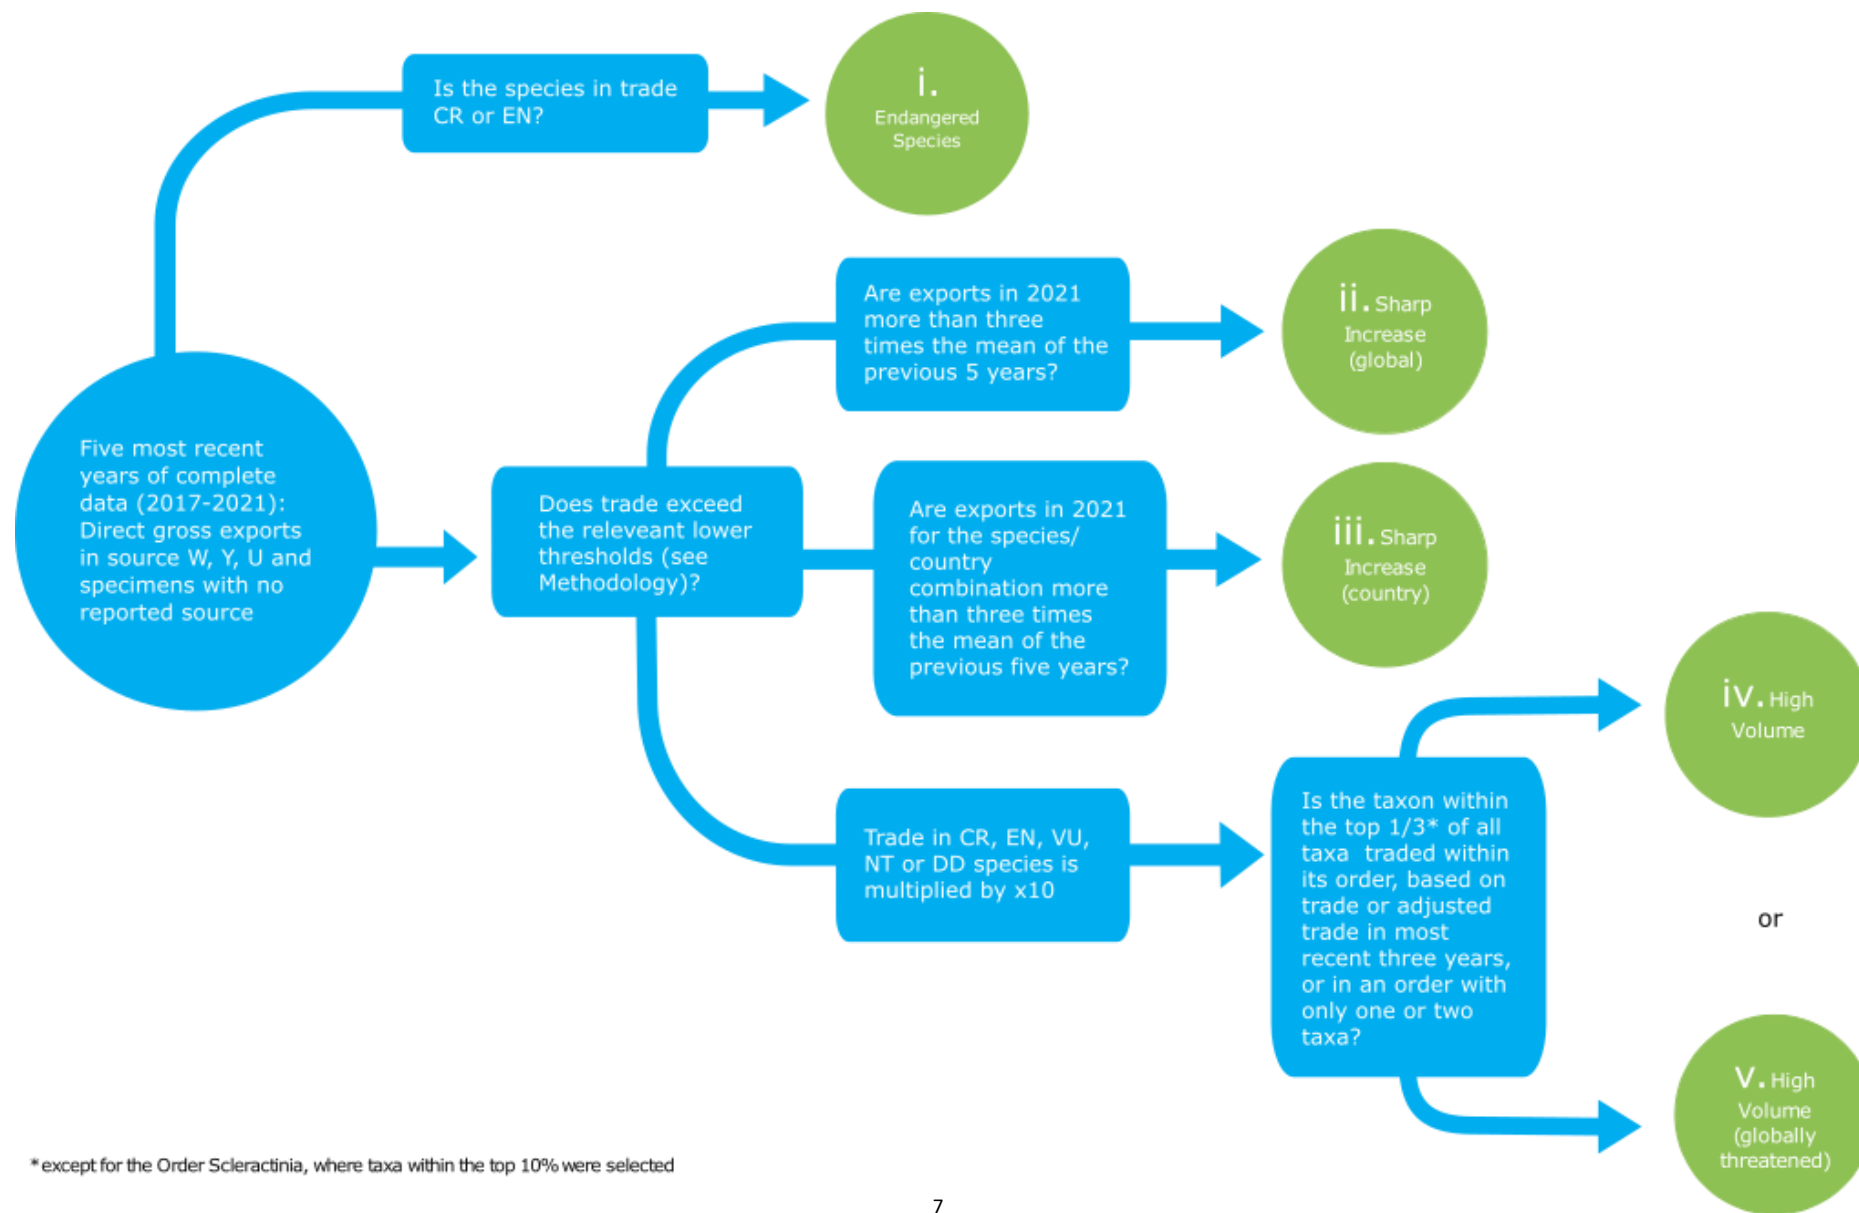 Is the species in trade
CR or EN?
i.
Endangered
Species
Are exports in 2021
more than three
times the mean of the
previous 5 years?
ii. Sharp
Increase
(global)
Five most recent
years of complete
data (2017-2021):
Direct gross exports
in source W, Y, U and
specimens with no
reported source
Does trade exceed
the releveant lower
thresholds (see
Methodology)?
Are exports in 2021
for the species/
country
combination more
than three times
the mean of the
previous five years?
iii. Sharp
Increase
(country)
Trade in CR, EN, VU,
NT or DD species is
multiplied by x10
Is the taxon within
the top 1/3* of all
taxa traded within
its order, based on
trade or adjusted
trade in most
recent three years,
or in an order with
only one or two
taxa?
iv. High
Volume
or
v. High
Volume
(globally
threatened)
*except for the Order Scleractinia, where taxa within the top 10% were selected
7